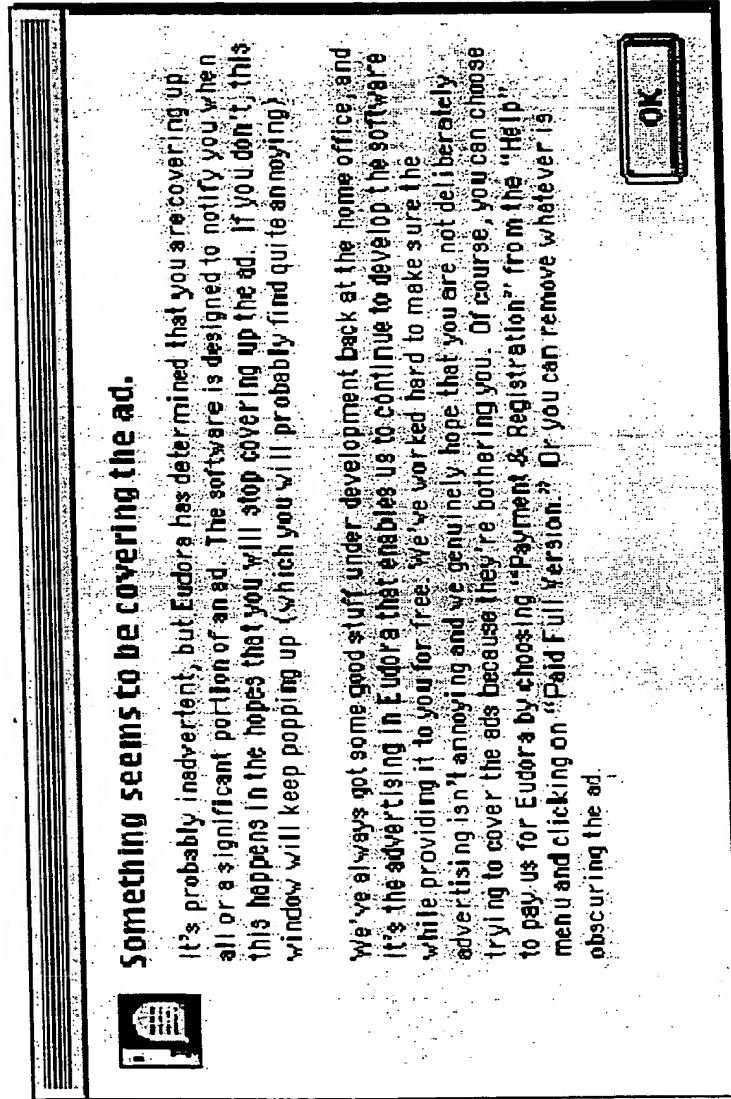 Something seems to be covering the ad.
It's probably inadvertent, but Eudora has determined that you are covering up
all or a significant portion of an ad. The software is designed to notify you when
this happens in the hopes that you will stop covering up the ad. If you don't, this
window will keep popping up (which you will probably find quite annoying)
We've always got some good stuff under development back at the home office, and
it's the advertising in Eudora that enables us to continue to develop the software
while providing it to you for free. We've worked hard to make sure the
advertising isn't annoying and we genuinely hope that you are not deliberately
trying to cover the ads because they're bothering you. Of course, you can choose
to pay us for Eudora by choosing "Payment & Registration" from the "Help"
menu and clicking on "Paid Full Version." Or you can remove whatever is
obscuring the ad.
OK